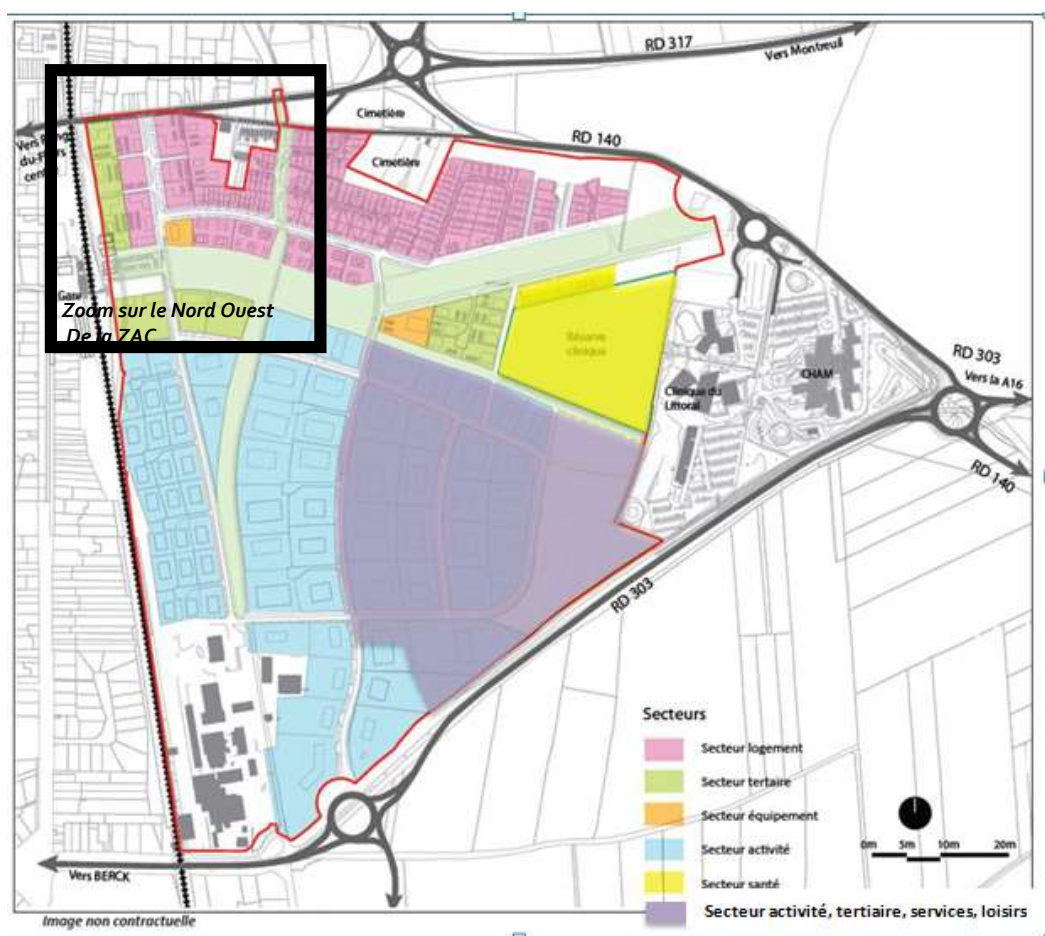 RD 317
Vers Montreuil
Cimetière
RD 140
Vers
du-Fliers
centre
Cimetière
Gare
Zoom sur le Nord Ouest
De la ZAC
Réserve
clinique
RD 303
Vers la A16
CHAM
Clinique du
Littoral
RD 140
RD 303
Secteurs
Secteur logement
Secteur tertaire
Secteur équipement
Secteur activité
Secteur santé
Secteur activité, tertiaire, services, loisirs
0m 5m 10m 20m
Vers BERCK
Image non contractuelle